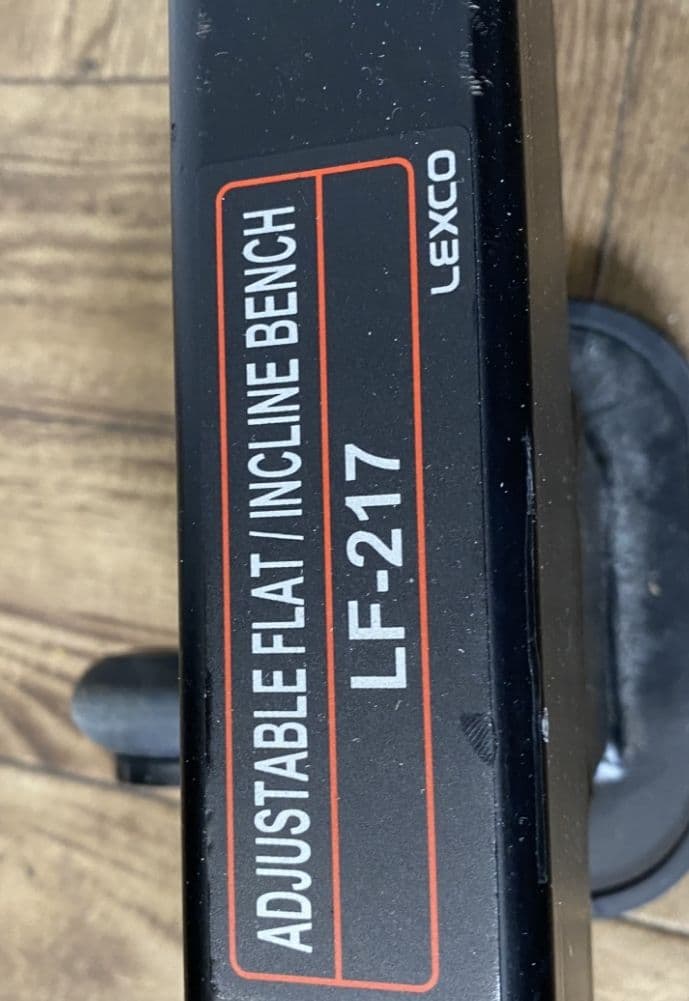 ADJUSTABLE FLAT / INCLINE BENCH
LF-217
LEXCO